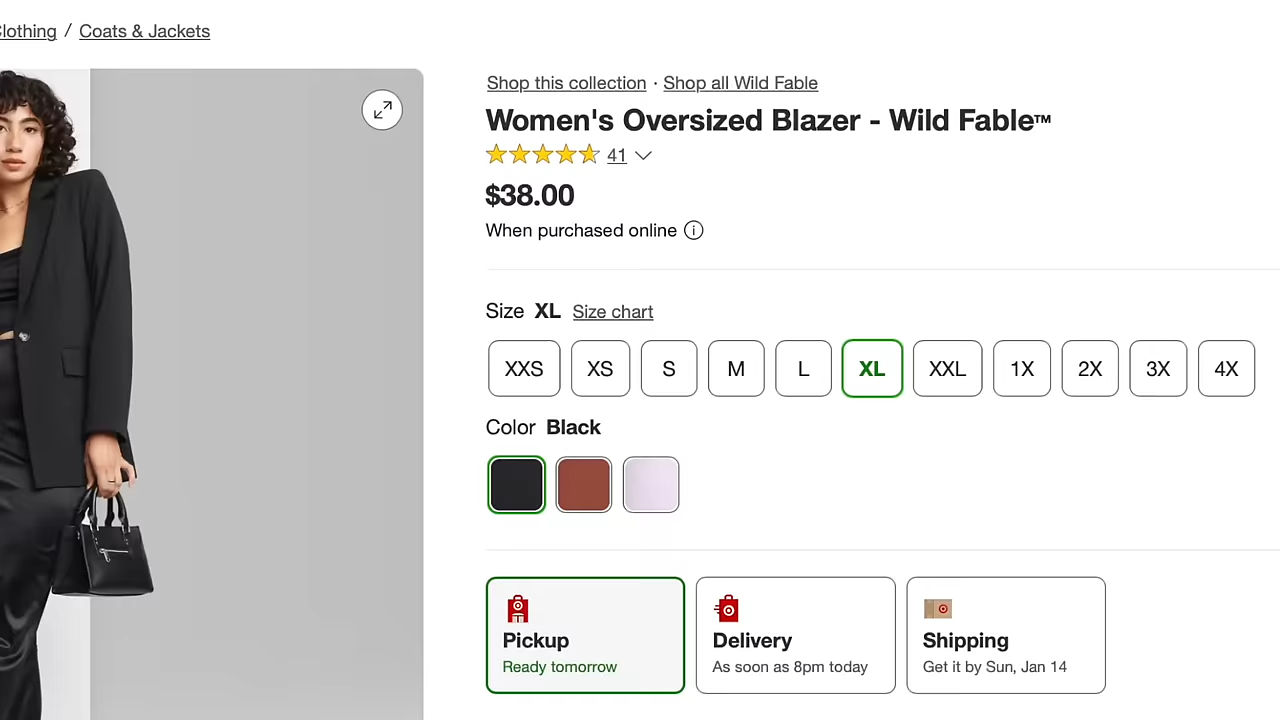 Clothing / Coats & Jackets
Shop this collection · Shop all Wild Fable
Women's Oversized Blazer - Wild Fable™
41
$38.00
When purchased online
Size XL Size chart
XXS XS S M L XL XXL 1X 2X 3X 4X
Color Black
Pickup Delivery Shipping
Ready tomorrow As soon as 8pm today Get it by Sun, Jan 14